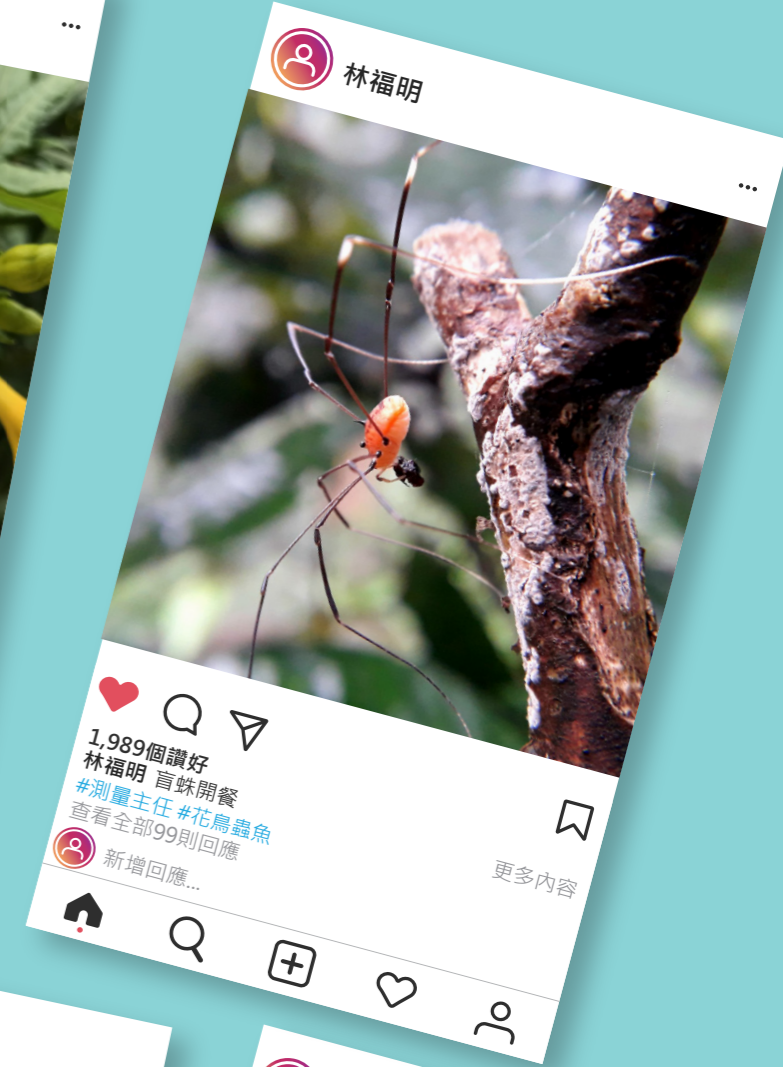 林福明
1,989個讚好
林福明 盲蛛開餐
#測量主任 #花鳥蟲魚
查看全部99則回應
更多內容
新增回應...